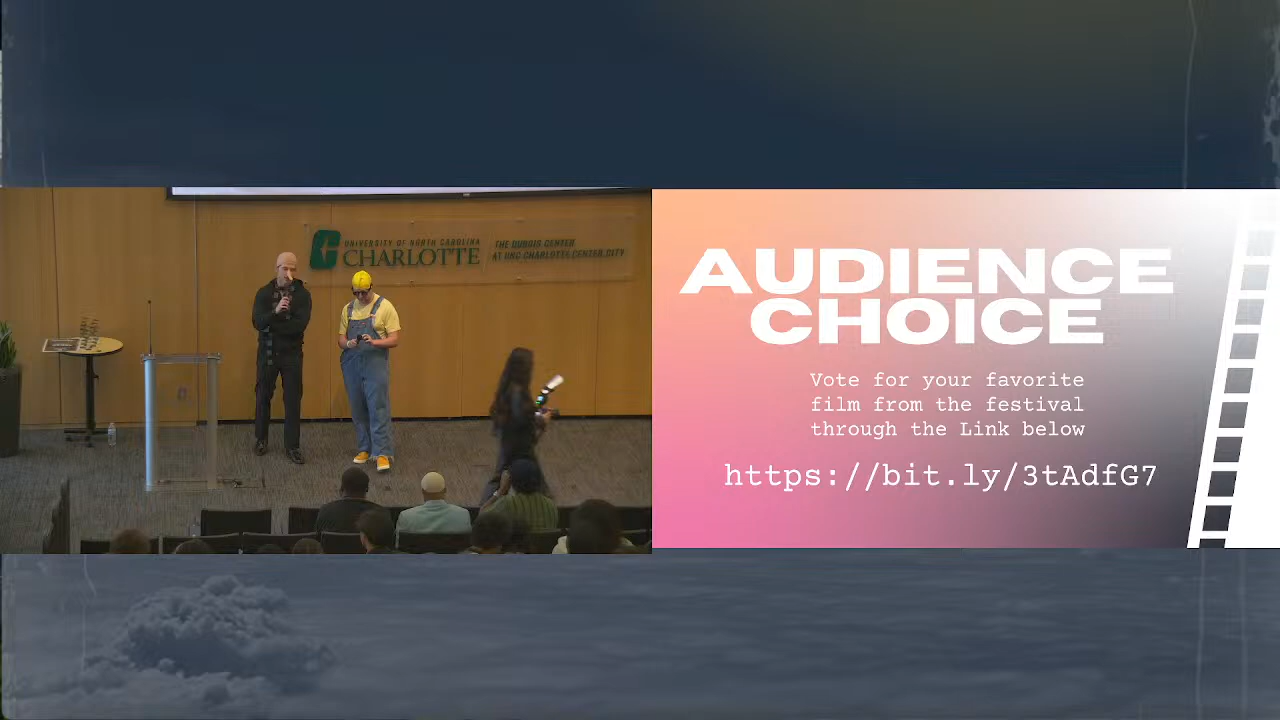 UNIVERSITY OF NORTH CAROLINA
CHARLOTTE
THE DUBOIS CENTER
AT UNC CHARLOTTE CENTER CITY
AUDIENCE
CHOICE
Vote for your favorite
film from the festival
through the Link below
https://bit.ly/3tAdfG7